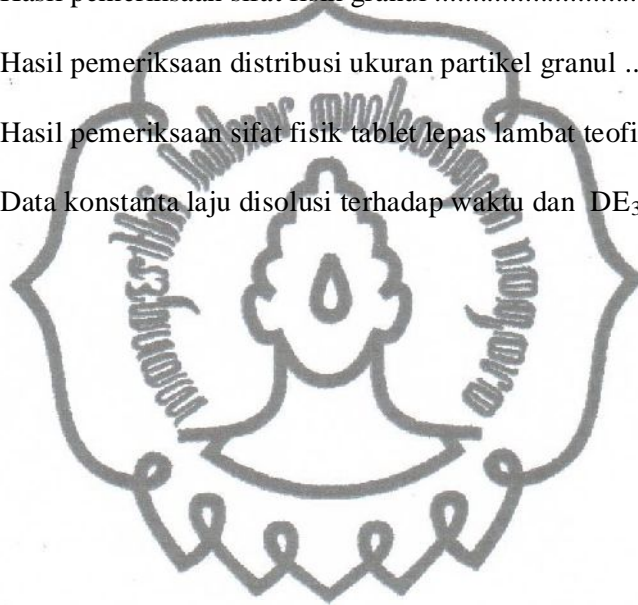 Hasil pemeriksaan sifat fisik granul ................................
Hasil pemeriksaan distribusi ukuran partikel granul ..
Hasil pemeriksaan sifat fisik tablet lepas lambat teofi
Data konstanta laju disolusi terhadap waktu dan DE₃